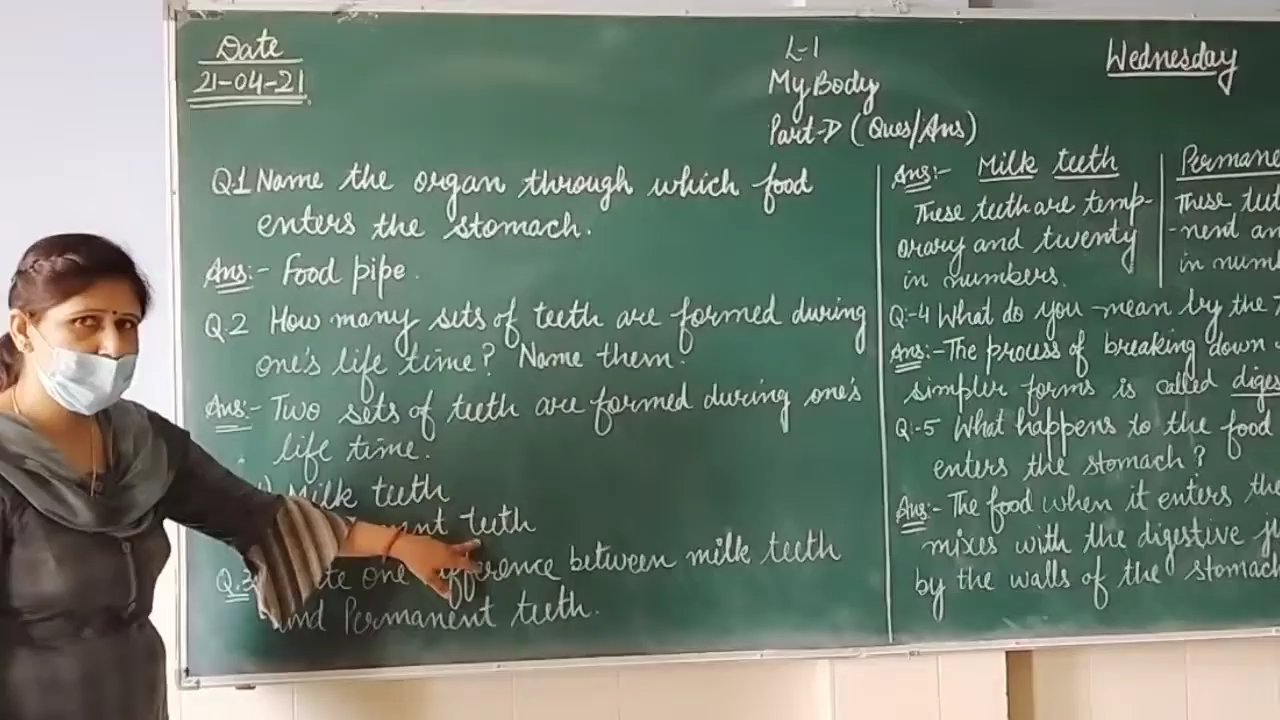 Date
21-04-21
L-1
My Body
Part-D (Ques/Ans)
Wednesday
Q.1 Name the organ through which food
enters the stomach.
Ans:- Food pipe.
Q.2 How many sets of teeth are formed during
one's life time? Name them.
Ans:- Two sets of teeth are formed during one's
life time.
Milk teeth
teeth
Q.3 one difference between milk teeth
and Permanent teeth.
Ans:- Milk teeth
These teeth are temp-
orary and twenty
in numbers.
These
-nent
in
Q:-4 What do you mean by the
Ans:- The process of breaking down
simpler forms is called
Q:-5 What happens to the food
enters the stomach?
Ans:- The food when it enters the
mixes with the digestive
by the walls of the stomach